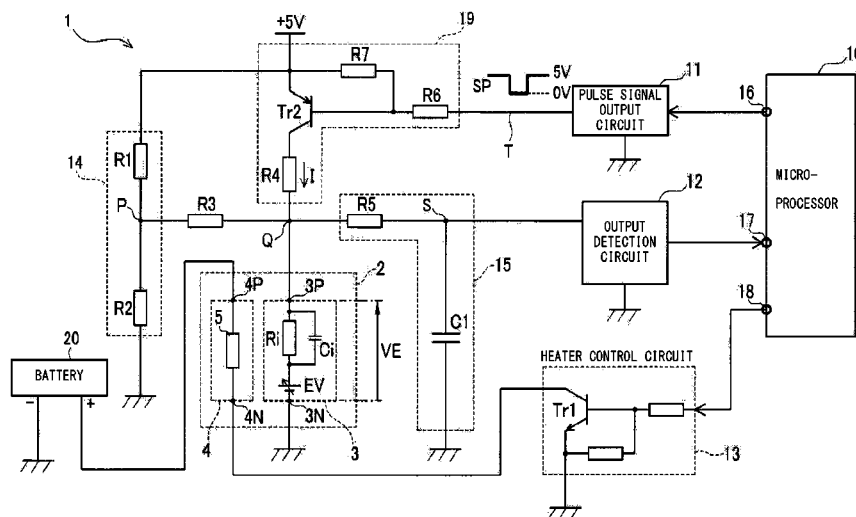 1
+5V
19
R7
SP
5V
0V
11
10
Tr2
R6
PULSE SIGNAL
OUTPUT
CIRCUIT
16
T
14
R1
R4
I
12
MICRO-
PROCESSOR
P
R3
Q
R5
S
OUTPUT
DETECTION
CIRCUIT
17
15
18
2
4P
3P
R2
5
Ri
Ci
VE
C1
20
BATTERY
-
+
EV
HEATER CONTROL CIRCUIT
4N
3N
Tr1
4
3
13